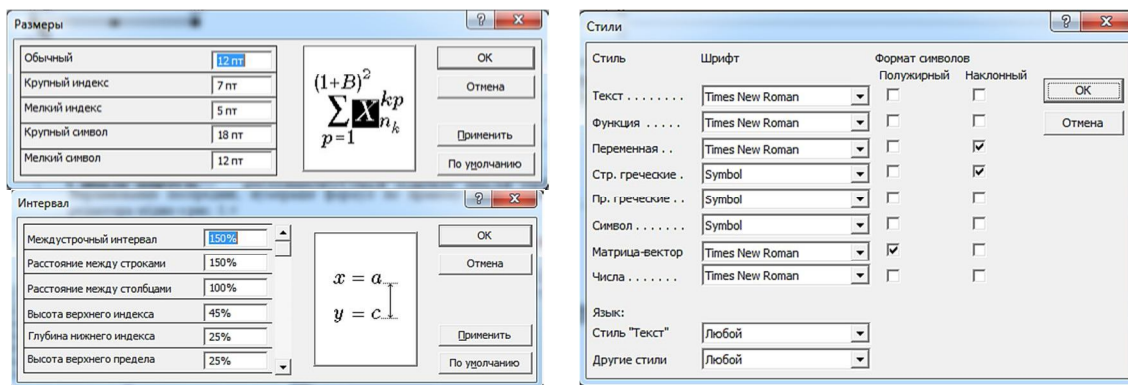 Размеры
Обычный 12 пт
Крупный индекс 7 пт
Мелкий индекс 5 пт
Крупный символ 18 пт
Мелкий символ 12 пт
(1+B)²
∑ X kp n k
p=1
OK
Отмена
Применить
По умолчанию
Интервал
Междустрочный интервал 150%
Расстояние между строками 150%
Расстояние между столбцами 100%
Высота верхнего индекса 45%
Глубина нижнего индекса 25%
Высота верхнего предела 25%
x = a
y = c
OK
Отмена
Применить
По умолчанию
Стили
Стиль Шрифт Формат символов
Полужирный Наклонный
Текст . . . . . . . . Times New Roman
Функция . . . . . Times New Roman
Переменная . . Times New Roman
Стр. греческие . Symbol
Пр. греческие . . Symbol
Символ . . . . . . . Symbol
Матрица-вектор Times New Roman
Числа . . . . . . . Times New Roman
OK
Отмена
Язык:
Стиль "Текст" Любой
Другие стили Любой